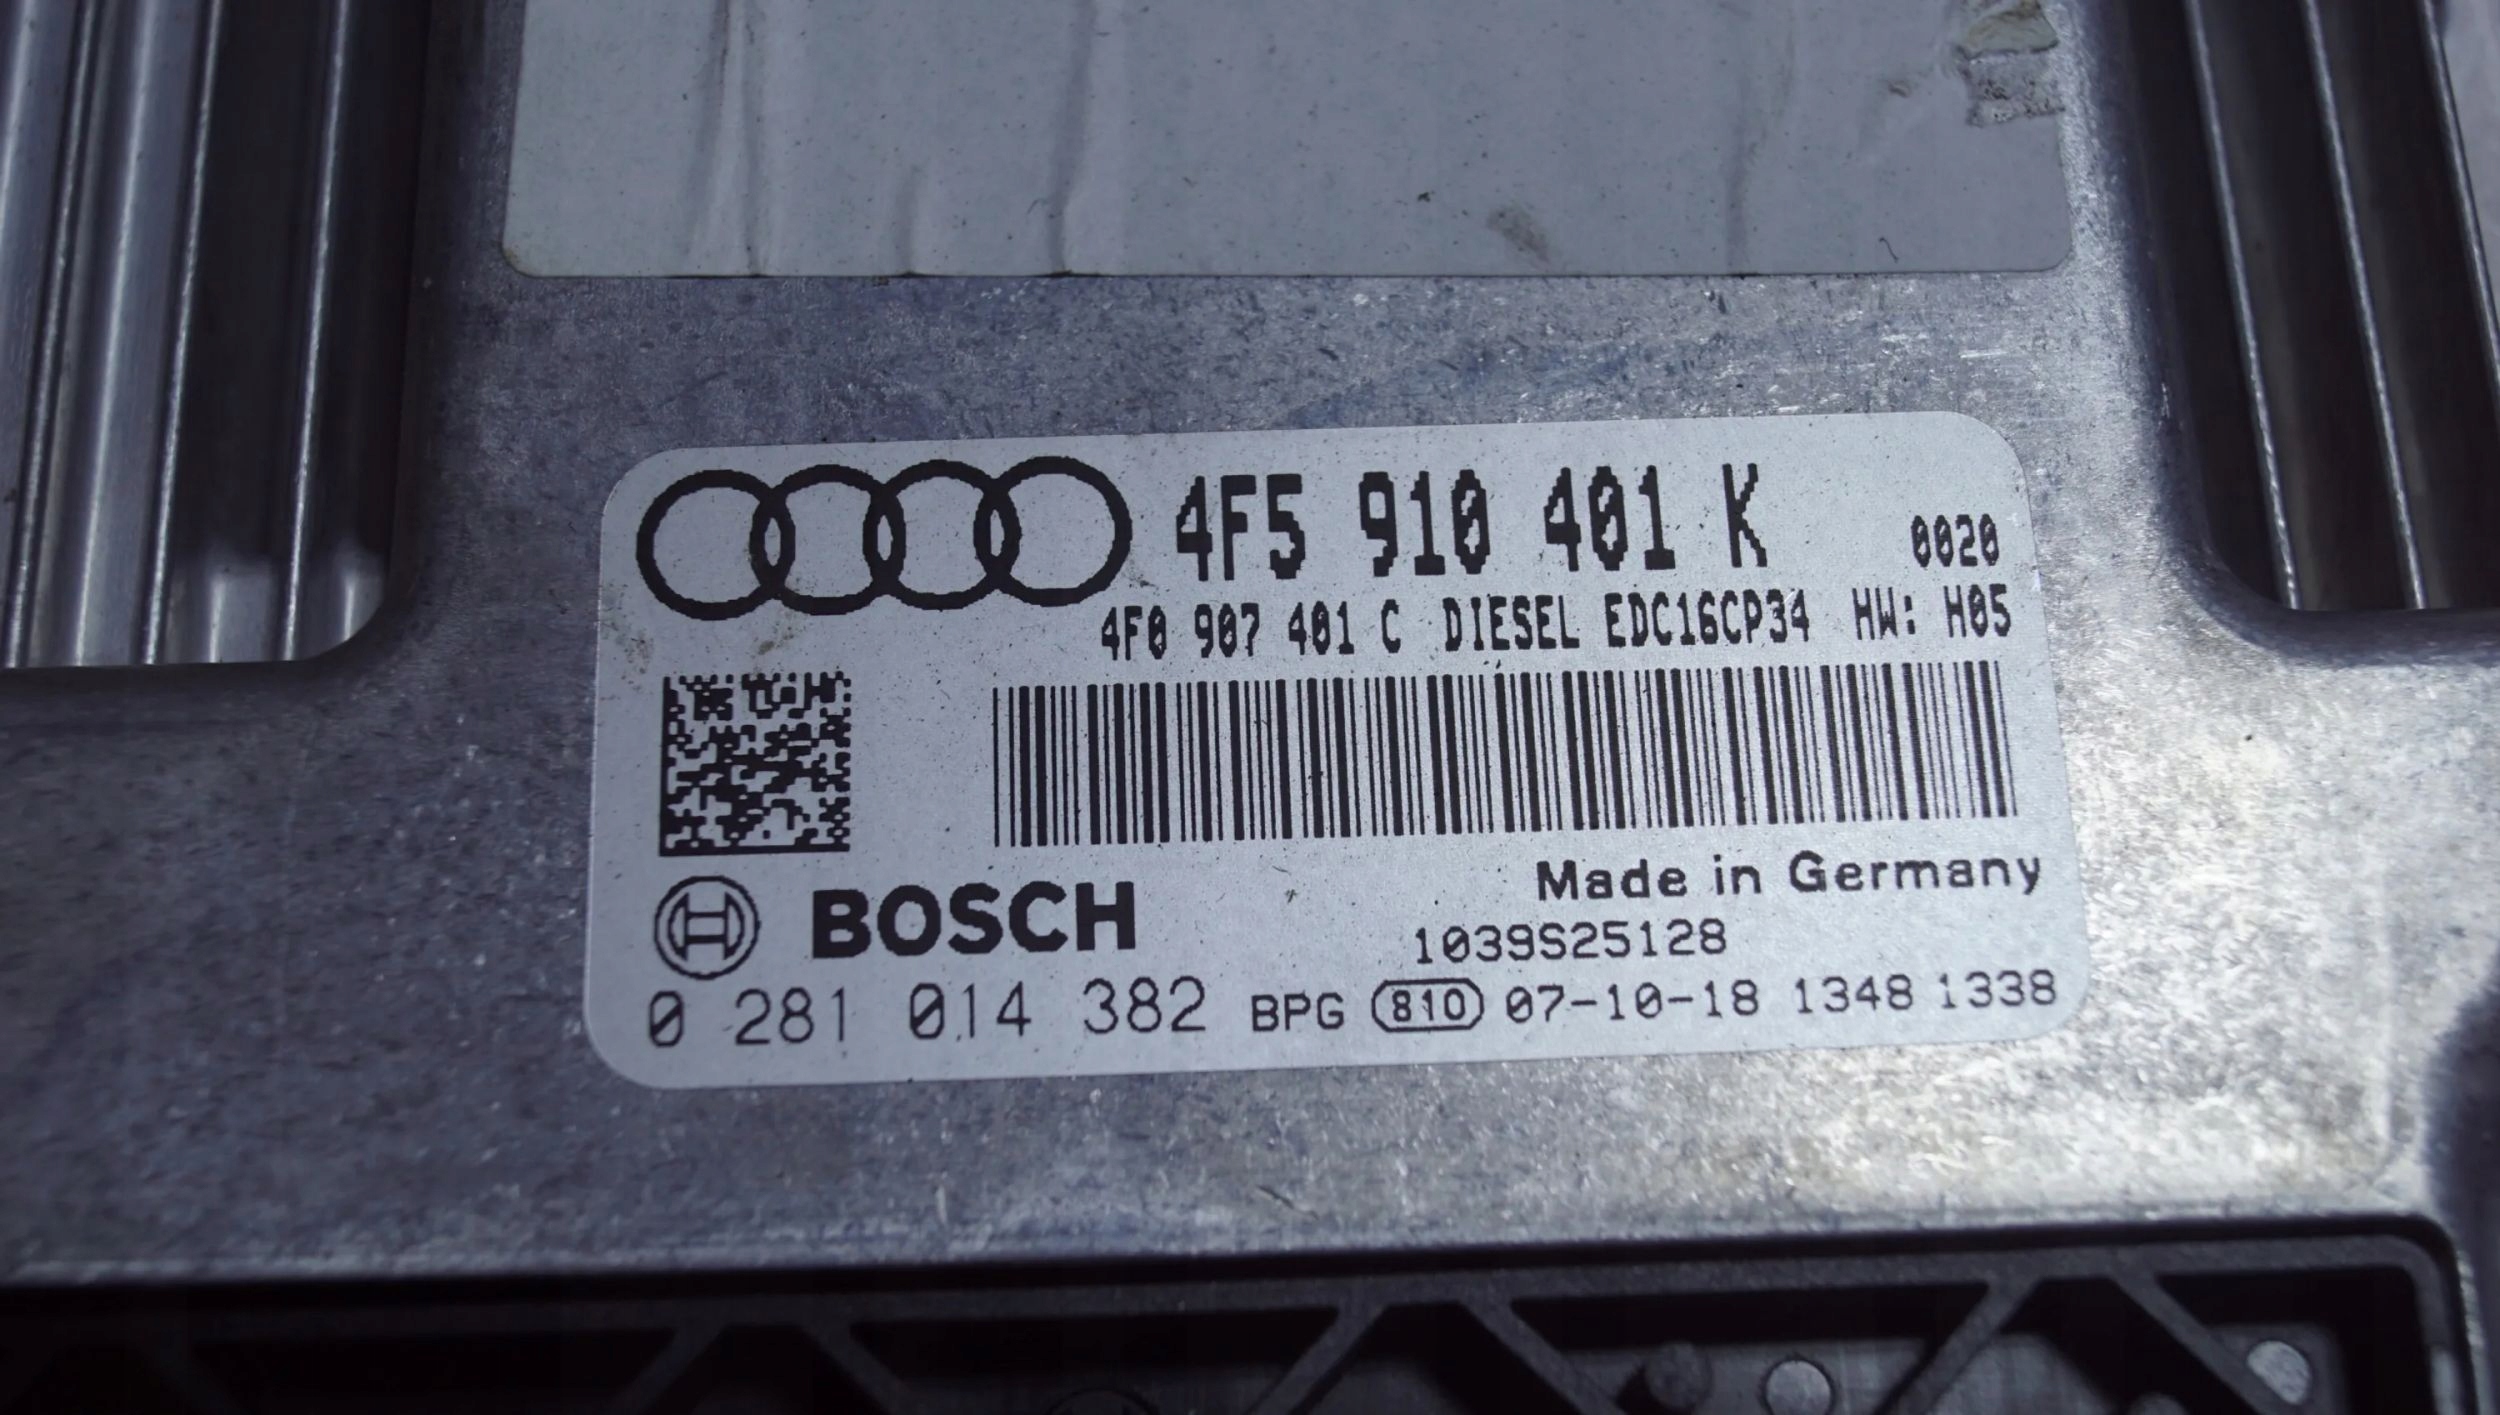 4F5 910 401 K 0020
4F0 907 401 C DIESEL EDC16CP34 HW: H05
Made in Germany
BOSCH 1039S25128
0 281 014 382 BPG 810 07-10-18 1348 1338